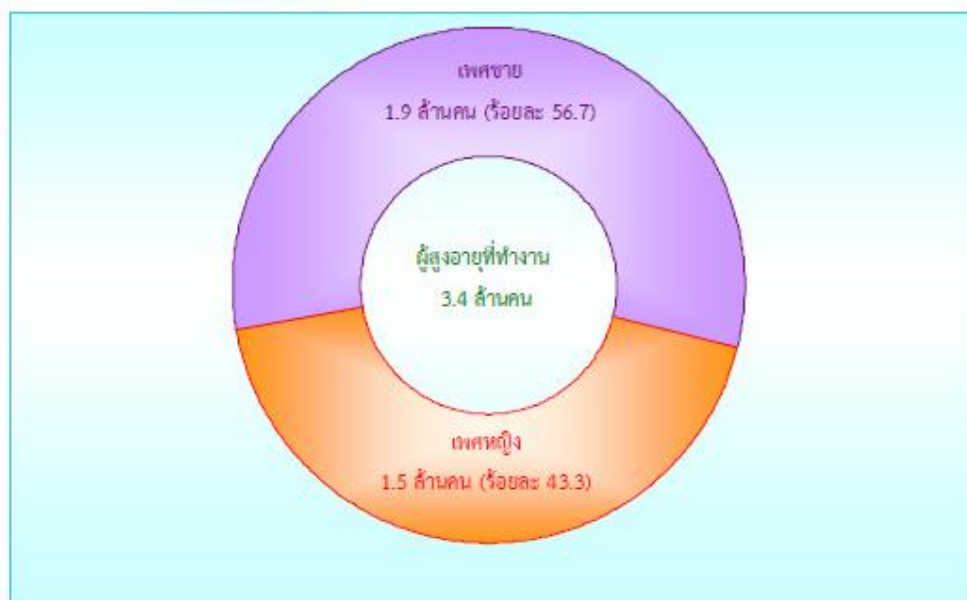 เพศชาย
1.9 ล้านคน (ร้อยละ 56.7)
ผู้สูงอายุที่ทำงาน
3.4 ล้านคน
เพศหญิง
1.5 ล้านคน (ร้อยละ 43.3)